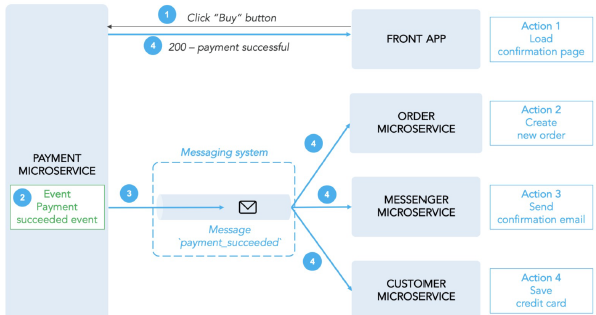 1
Click “Buy” button
4
200 – payment successful
FRONT APP
Action 1
Load
confirmation page
PAYMENT
MICROSERVICE
2
Event
Payment
succeeded event
3
Messaging system
Message
‘payment_succeeded’
4
ORDER
MICROSERVICE
Action 2
Create
new order
4
MESSENGER
MICROSERVICE
Action 3
Send
confirmation email
4
CUSTOMER
MICROSERVICE
Action 4
Save
credit card